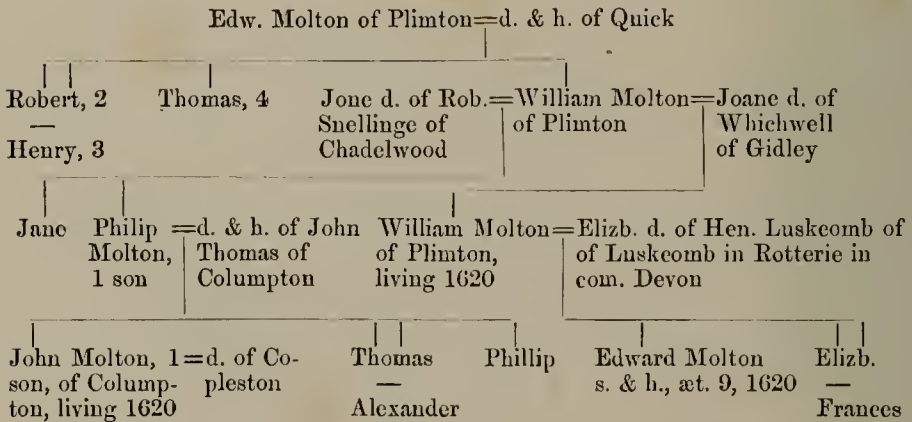 Edw. Molton of Plimton=d. & h. of Quick
Robert, 2
—
Henry, 3
Thomas, 4
Jone d. of Rob.=William Molton=Joane d. of
Snellinge of of Plimton Whichwell
Chadelwood of Gidley
Jane
Philip =d. & h. of John
Molton, Thomas of
1 son Columpton
William Molton=Elizb. d. of Hen. Luskcomb of
of Plimton, of Luskcomb in Rotterie in
living 1620 com. Devon
John Molton, 1=d. of Co-
son, of Columpton, pleston
ton, living 1620
Thomas
—
Alexander
Phillip
Edward Molton
s. & h., æt. 9, 1620
Elizb.
—
Frances